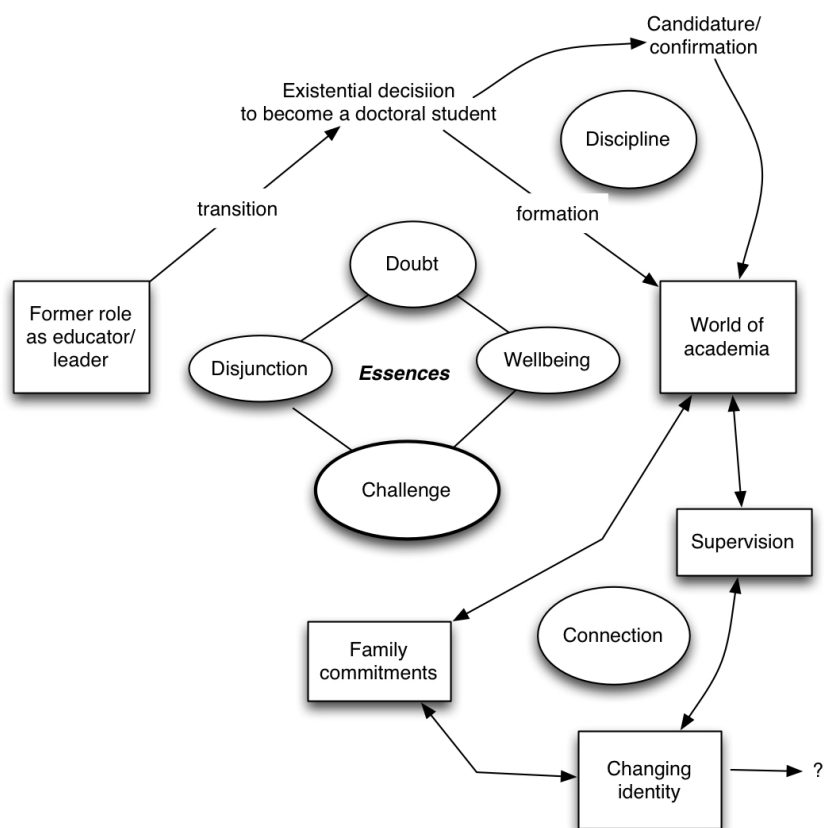 Candidature/
confirmation
Existential decisiion
to become a doctoral student
Discipline
transition
formation
Doubt
Former role
as educator/
leader
Disjunction
Essences
Wellbeing
World of
academia
Challenge
Supervision
Family
commitments
Connection
Changing
identity
?